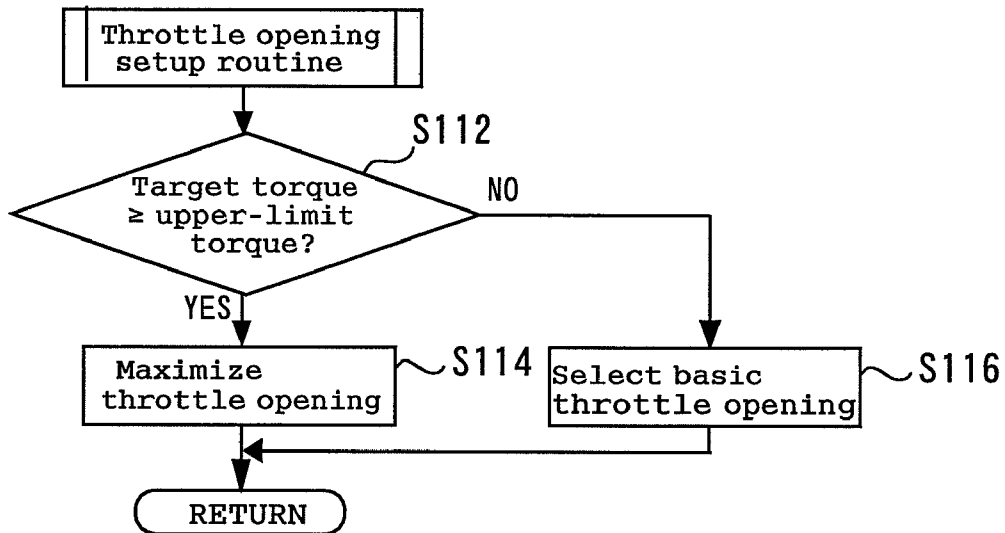 Throttle opening
setup routine
S112
Target torque
≥ upper-limit
torque?
NO
YES
Maximize
throttle opening
S114
Select basic
throttle opening
S116
RETURN